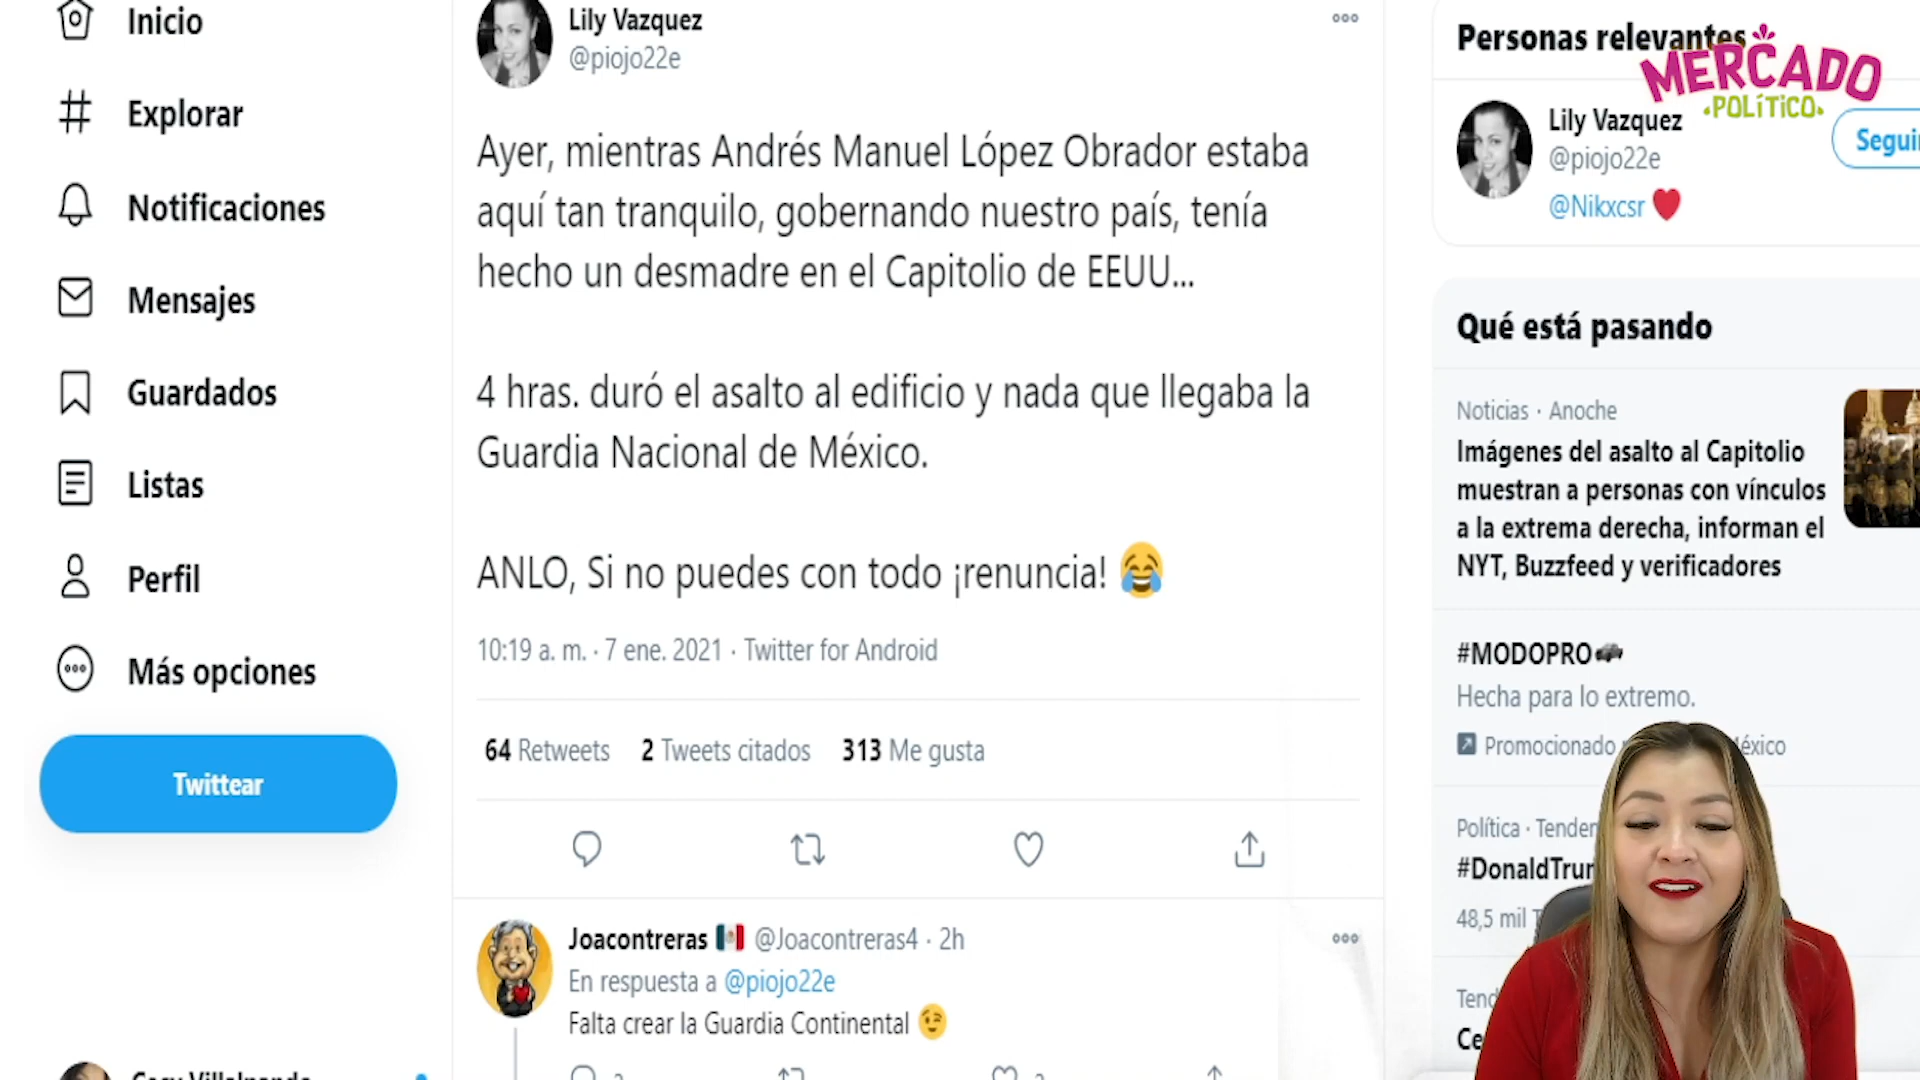 Inicio
Explorar
Notificaciones
Mensajes
Guardados
Listas
Perfil
Más opciones
Twittear
Lily Vazquez
@piojo22e
Ayer, mientras Andrés Manuel López Obrador estaba
aquí tan tranquilo, gobernando nuestro país, tenía
hecho un desmadre en el Capitolio de EEUU...
4 hras. duró el asalto al edificio y nada que llegaba la
Guardia Nacional de México.
ANLO, Si no puedes con todo ¡renuncia! 😂
10:19 a. m. · 7 ene. 2021 · Twitter for Android
64 Retweets 2 Tweets citados 313 Me gusta
Joacontreras 🇲🇽 @Joacontreras4 · 2h
En respuesta a @piojo22e
Falta crear la Guardia Continental 😉
Personas relevantes
MERCADO
POLÍTICO
Lily Vazquez
@piojo22e
Seguir
@Nikxcsr ❤️
Qué está pasando
Noticias · Anoche
Imágenes del asalto al Capitolio
muestran a personas con vínculos
a la extrema derecha, informan el
NYT, Buzzfeed y verificadores
#MODOPRO
Hecha para lo extremo.
Promocionado
Política ·
48,5 mil